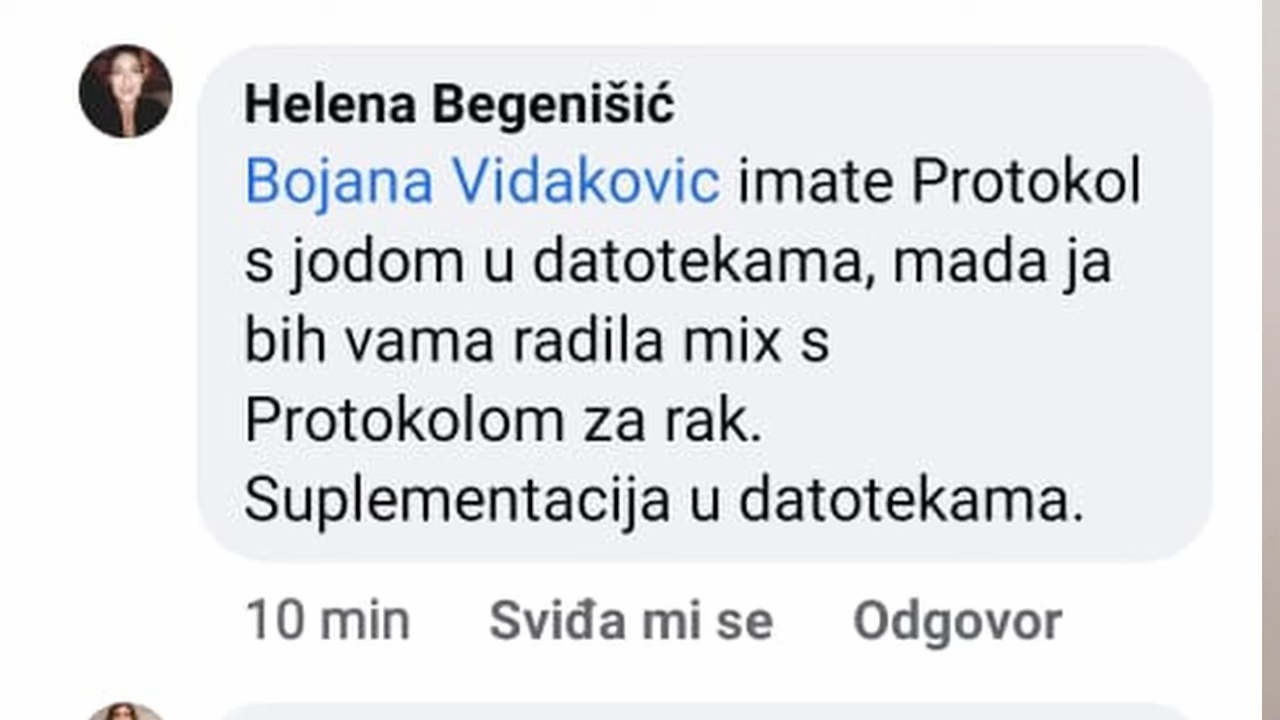 Helena Begenišić
Bojana Vidakovic imate Protokol
s jodom u datotekama, mada ja
bih vama radila mix s
Protokolom za rak.
Suplementacija u datotekama.
10 min Sviđa mi se Odgovor